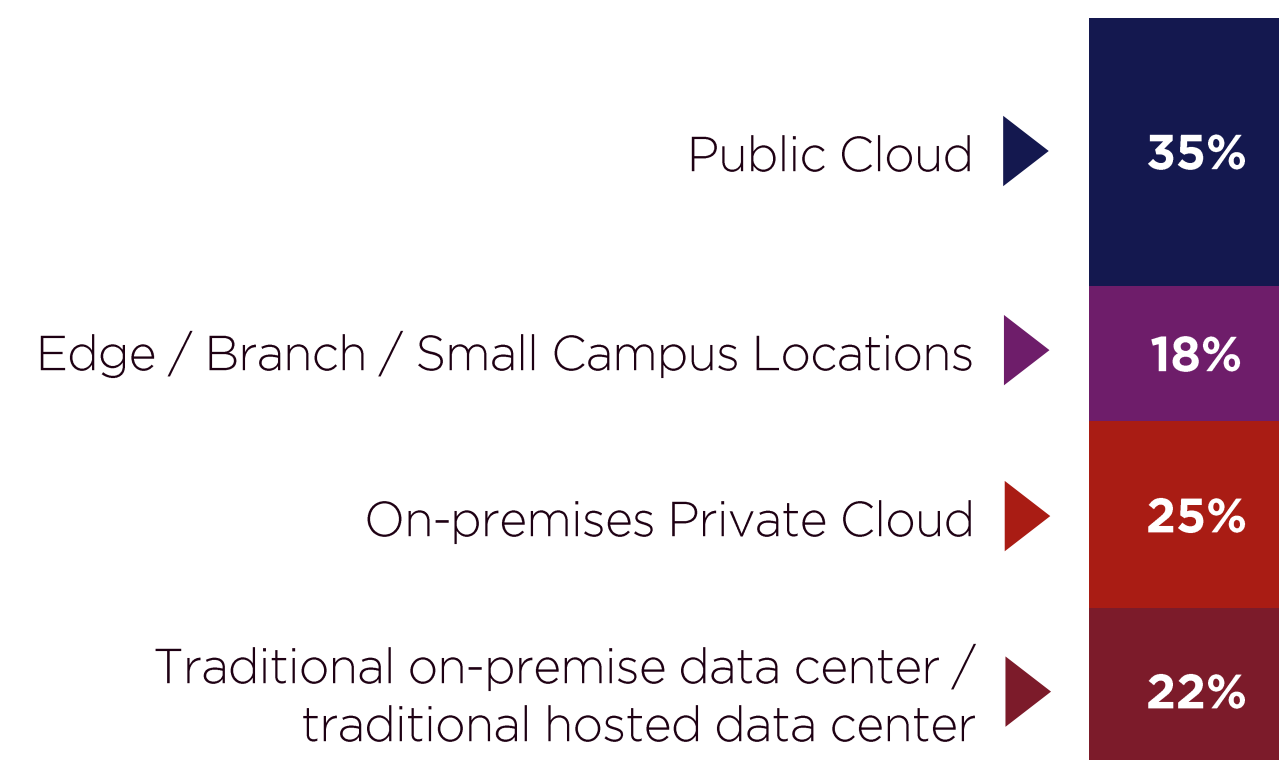 Public Cloud 35%
Edge / Branch / Small Campus Locations 18%
On-premises Private Cloud 25%
Traditional on-premise data center /
traditional hosted data center 22%